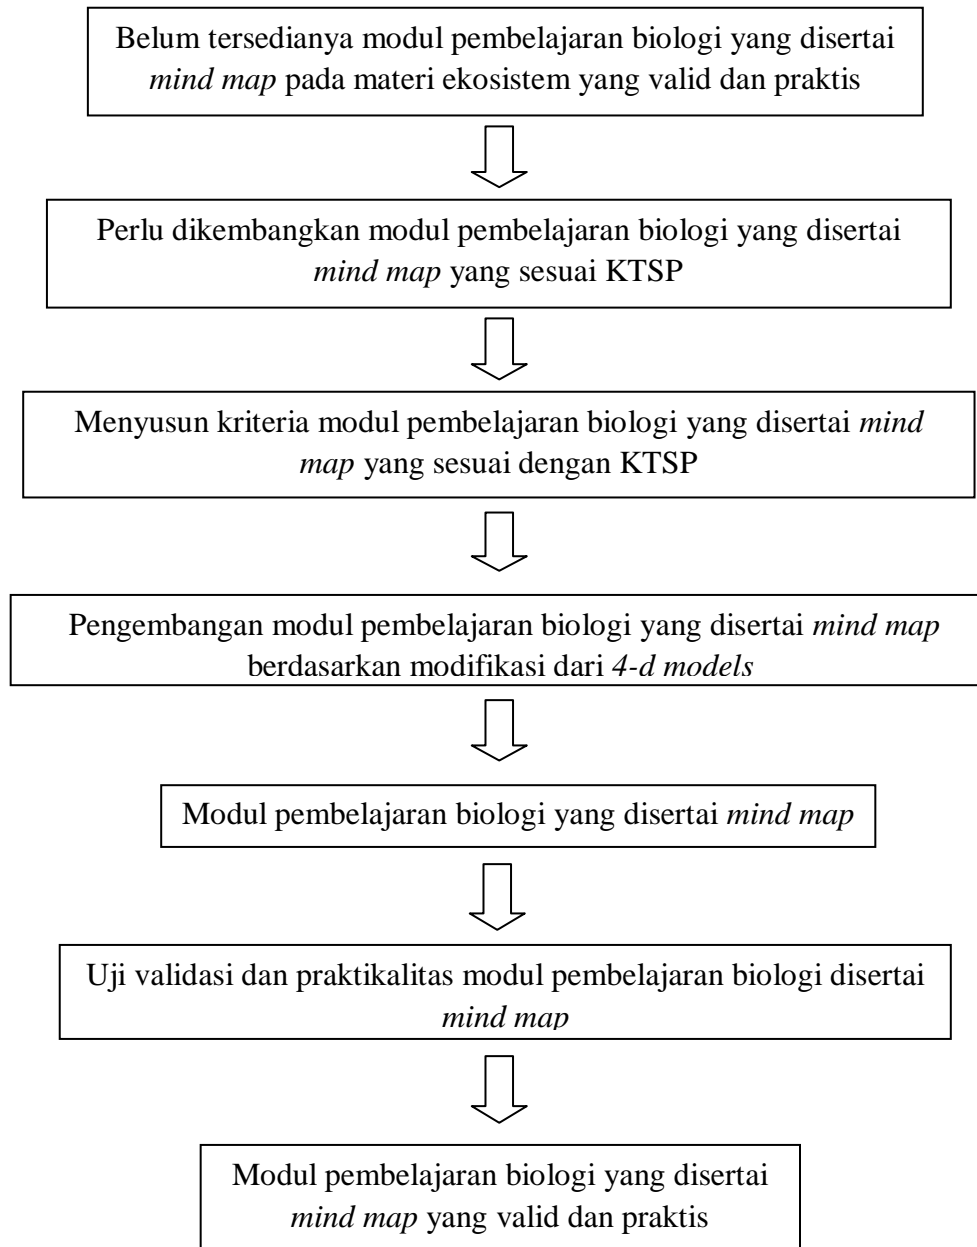 Belum tersedianya modul pembelajaran biologi yang disertai
mind map pada materi ekosistem yang valid dan praktis
Perlu dikembangkan modul pembelajaran biologi yang disertai
mind map yang sesuai KTSP
Menyusun kriteria modul pembelajaran biologi yang disertai mind
map yang sesuai dengan KTSP
Pengembangan modul pembelajaran biologi yang disertai mind map
berdasarkan modifikasi dari 4-d models
Modul pembelajaran biologi yang disertai mind map
Uji validasi dan praktikalitas modul pembelajaran biologi disertai
mind map
Modul pembelajaran biologi yang disertai
mind map yang valid dan praktis